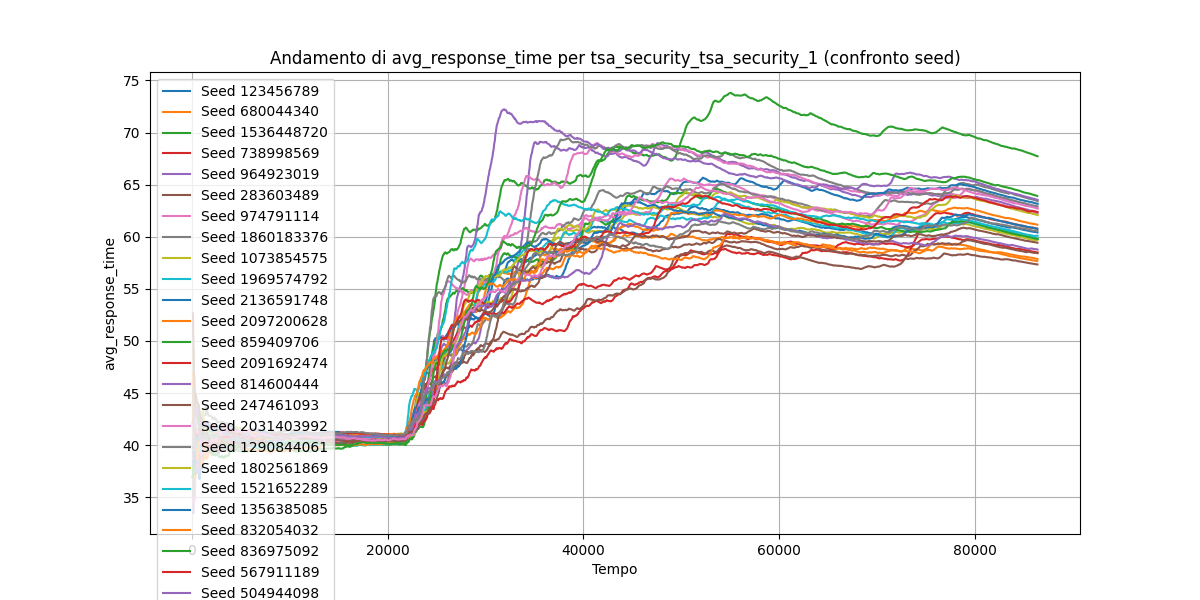 Andamento di avg_response_time per tsa_security_tsa_security_1 (confronto seed)
avg_response_time
75
70
65
60
55
50
45
40
35
Seed 123456789
Seed 680044340
Seed 1536448720
Seed 738998569
Seed 964923019
Seed 283603489
Seed 974791114
Seed 1881583376
Seed 1073854575
Seed 1969574792
Seed 2136591748
Seed 2097200628
Seed 859409706
Seed 2091692474
Seed 814600444
Seed 247461093
Seed 2031403992
Seed 1290844061
Seed 1802561869
Seed 1521652289
Seed 1356385085
Seed 832054032
Seed 836975092
Seed 567911189
Seed 504944098
0 20000 40000 60000 80000
Tempo